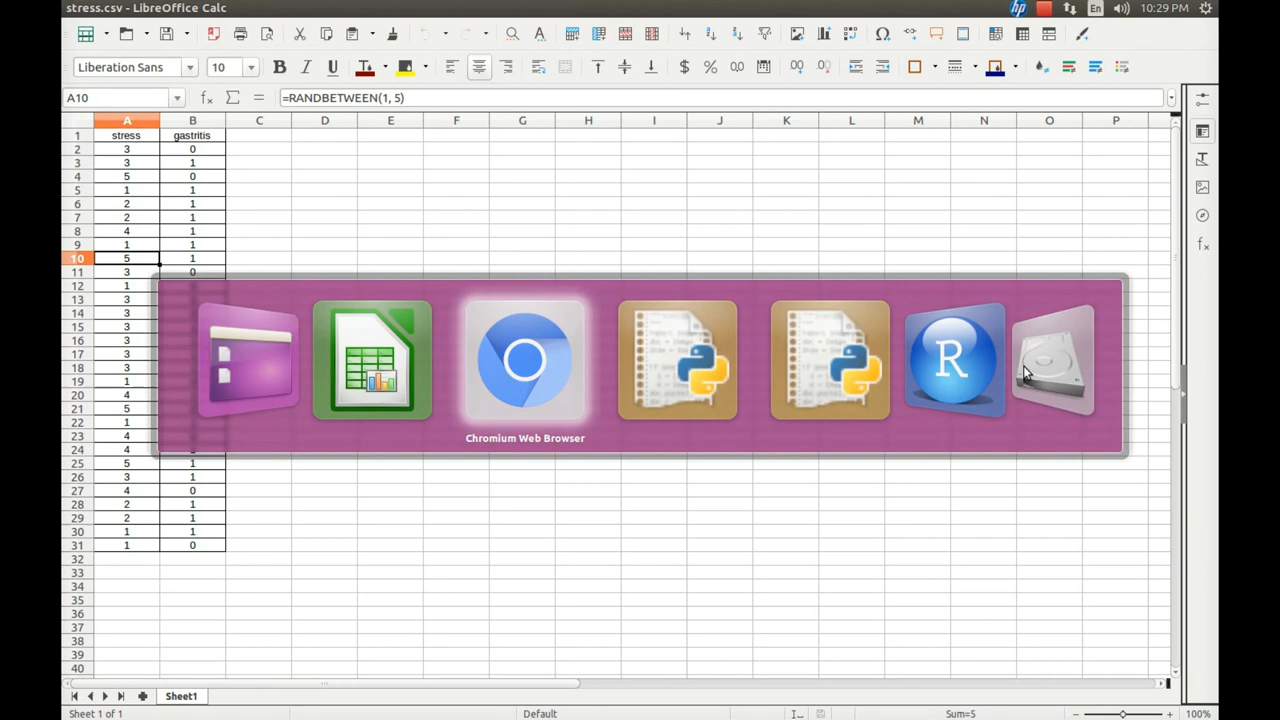 stress.csv - LibreOffice Calc
hp En 10:29 PM
Liberation Sans 10 B I U $ % 0,0
A10 =RANDBETWEEN(1, 5)
A B C D E F G H I J K L M N O P
1 stress gastritis
2 3 0
3 3 1
4 5 0
5 1 1
6 2 1
7 2 1
8 4 1
9 1 1
10 5 1
11 3 0
12 1
13 3
14 3
15 3
16 3
17 3
18 3
19 1
20 4
21 5
22 1
23 4
24 4
Chromium Web Browser
25 5 1
26 3 1
27 4 0
28 2 1
29 2 1
30 1 1
31 1 0
32
33
34
35
36
37
38
39
40
Sheet1
Sheet 1 of 1 Default Sum=5 100%